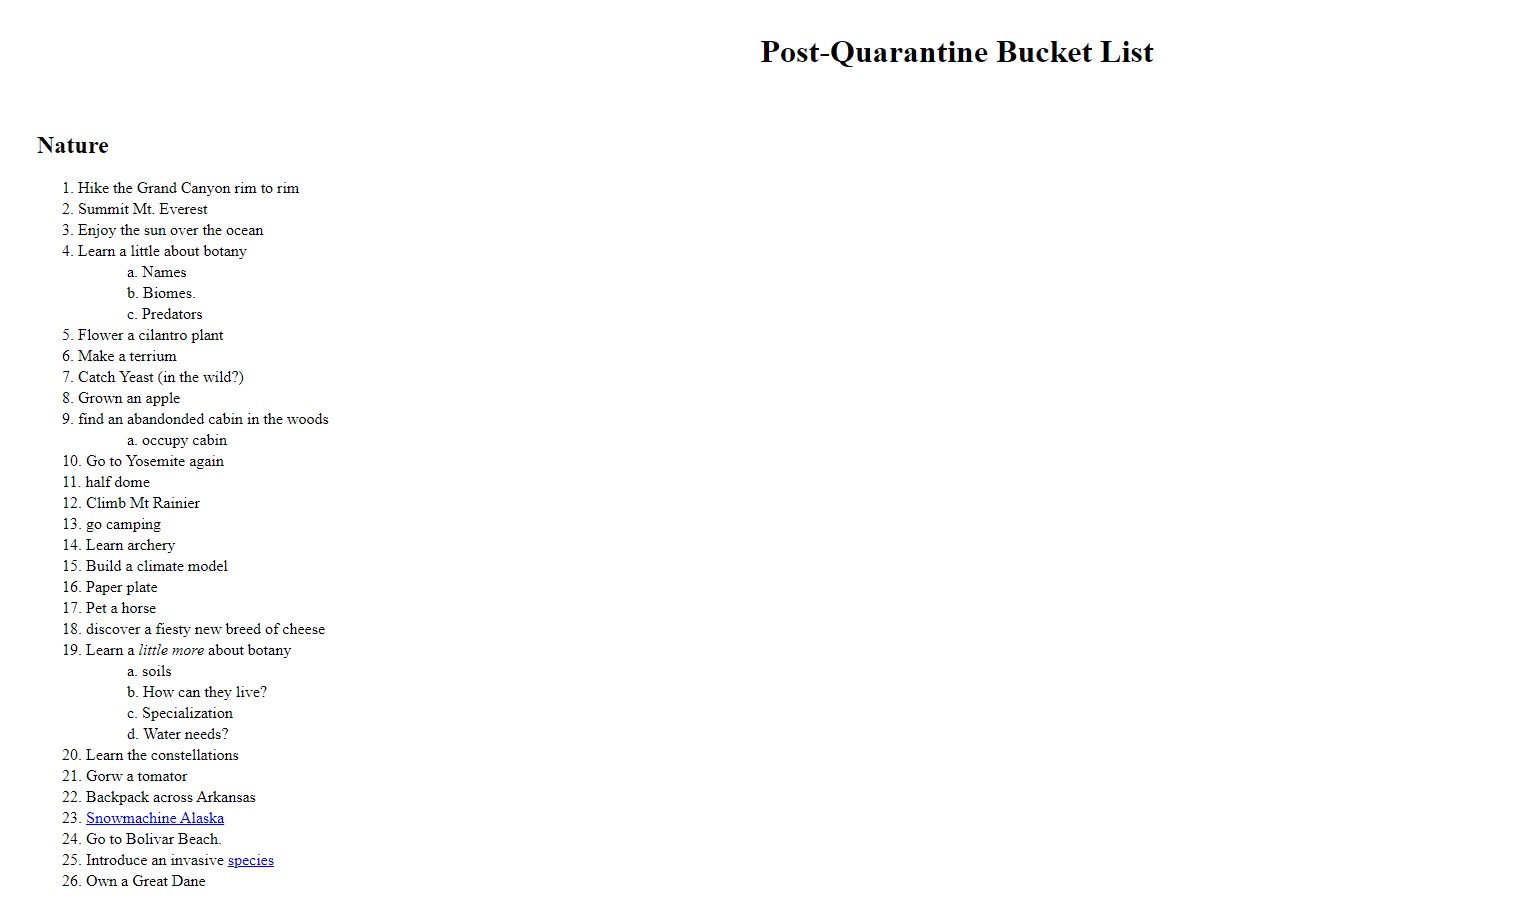 Post-Quarantine Bucket List
Nature
1. Hike the Grand Canyon rim to rim
2. Summit Mt. Everest
3. Enjoy the sun over the ocean
4. Learn a little about botany
a. Names
b. Biomes.
c. Predators
5. Flower a cilantro plant
6. Make a terrium
7. Catch Yeast (in the wild?)
8. Grown an apple
9. find an abandonded cabin in the woods
a. occupy cabin
10. Go to Yosemite again
11. half dome
12. Climb Mt Rainier
13. go camping
14. Learn archery
15. Build a climate model
16. Paper plate
17. Pet a horse
18. discover a fiesty new breed of cheese
19. Learn a little more about botany
a. soils
b. How can they live?
c. Specialization
d. Water needs?
20. Learn the constellations
21. Gorw a tomator
22. Backpack across Arkansas
23. Snowmachine Alaska
24. Go to Bolivar Beach.
25. Introduce an invasive species
26. Own a Great Dane